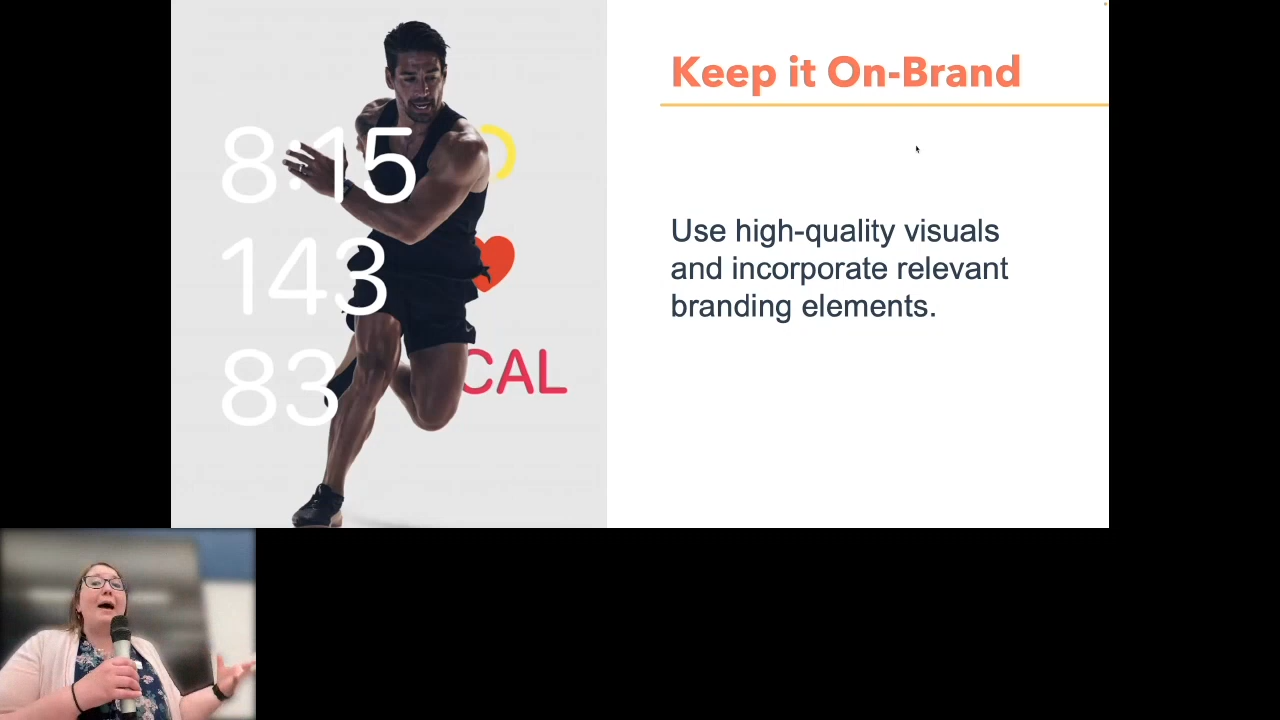 Keep it On-Brand
8:15
143
83 CAL
Use high-quality visuals
and incorporate relevant
branding elements.